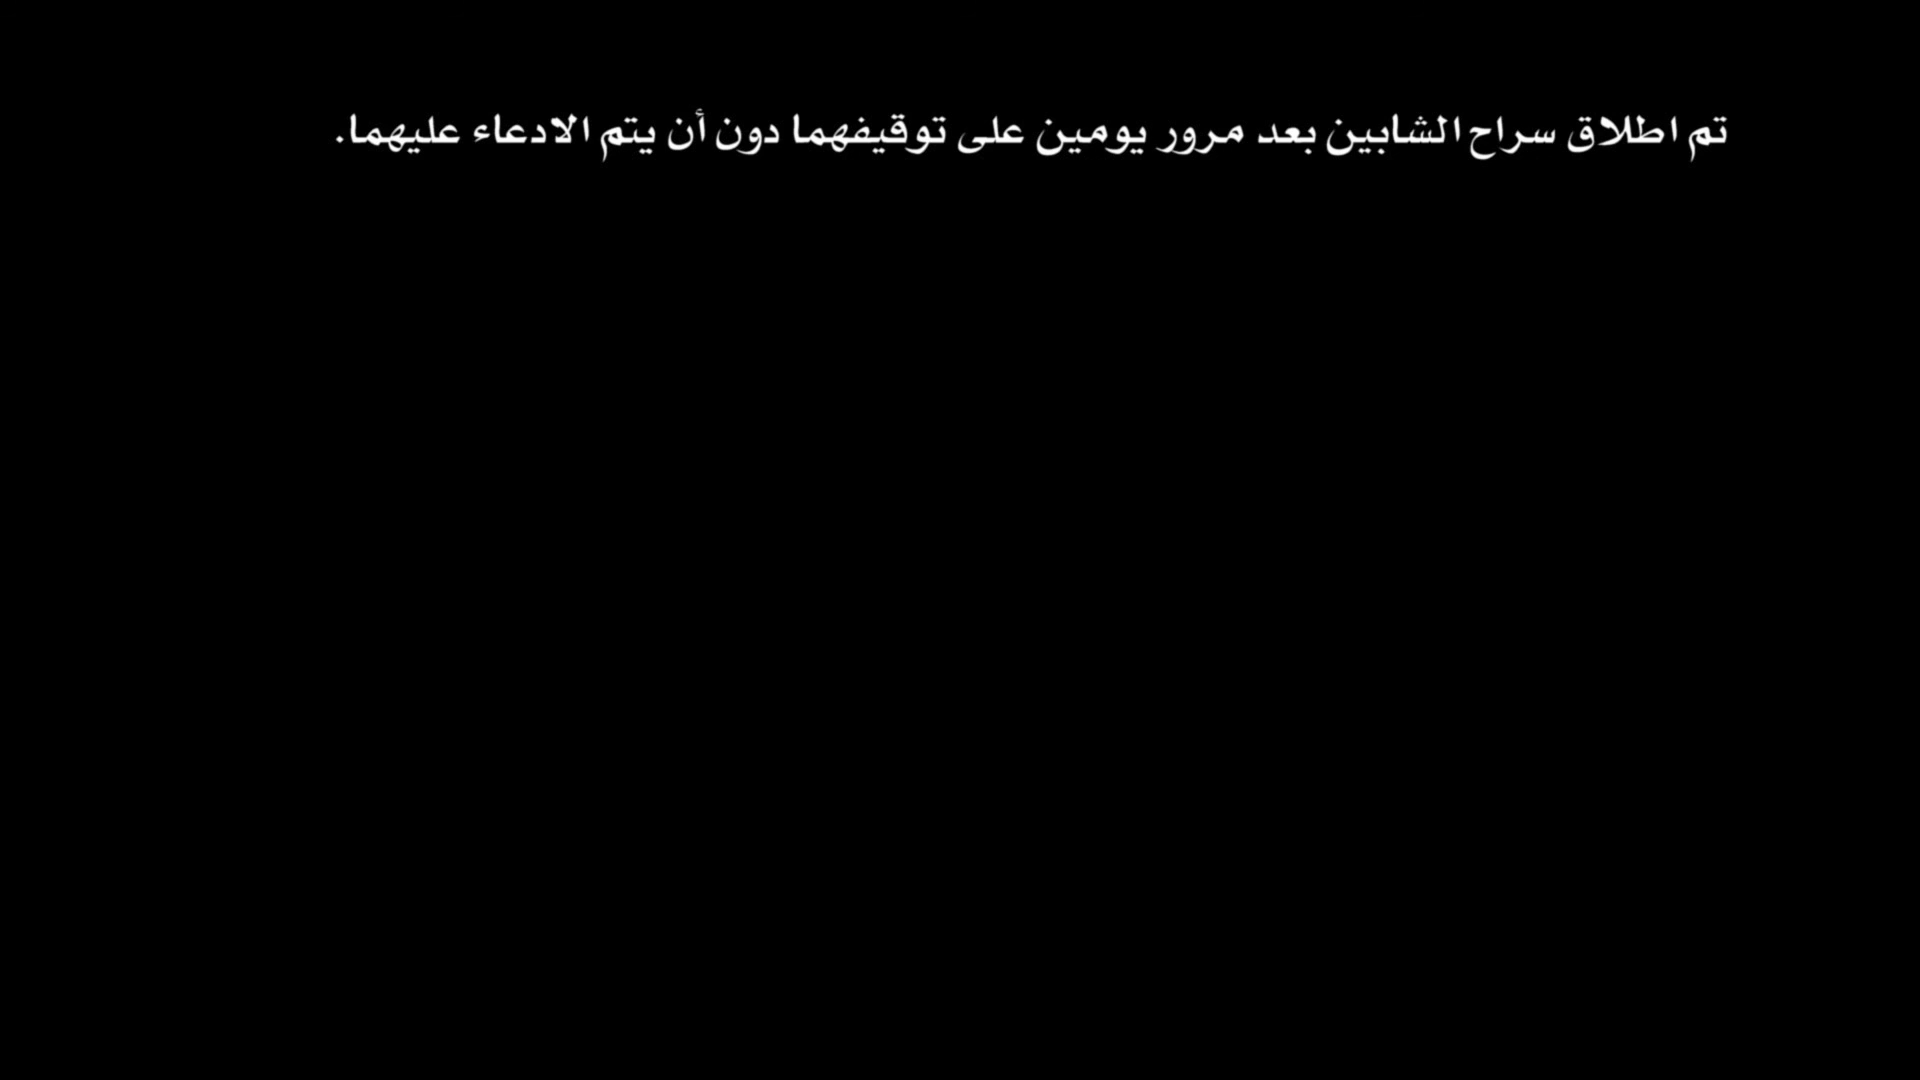 تم اطلاق سراح الشابين بعد مرور يومين على توقيفهما دون أن يتم الادعاء عليهما.